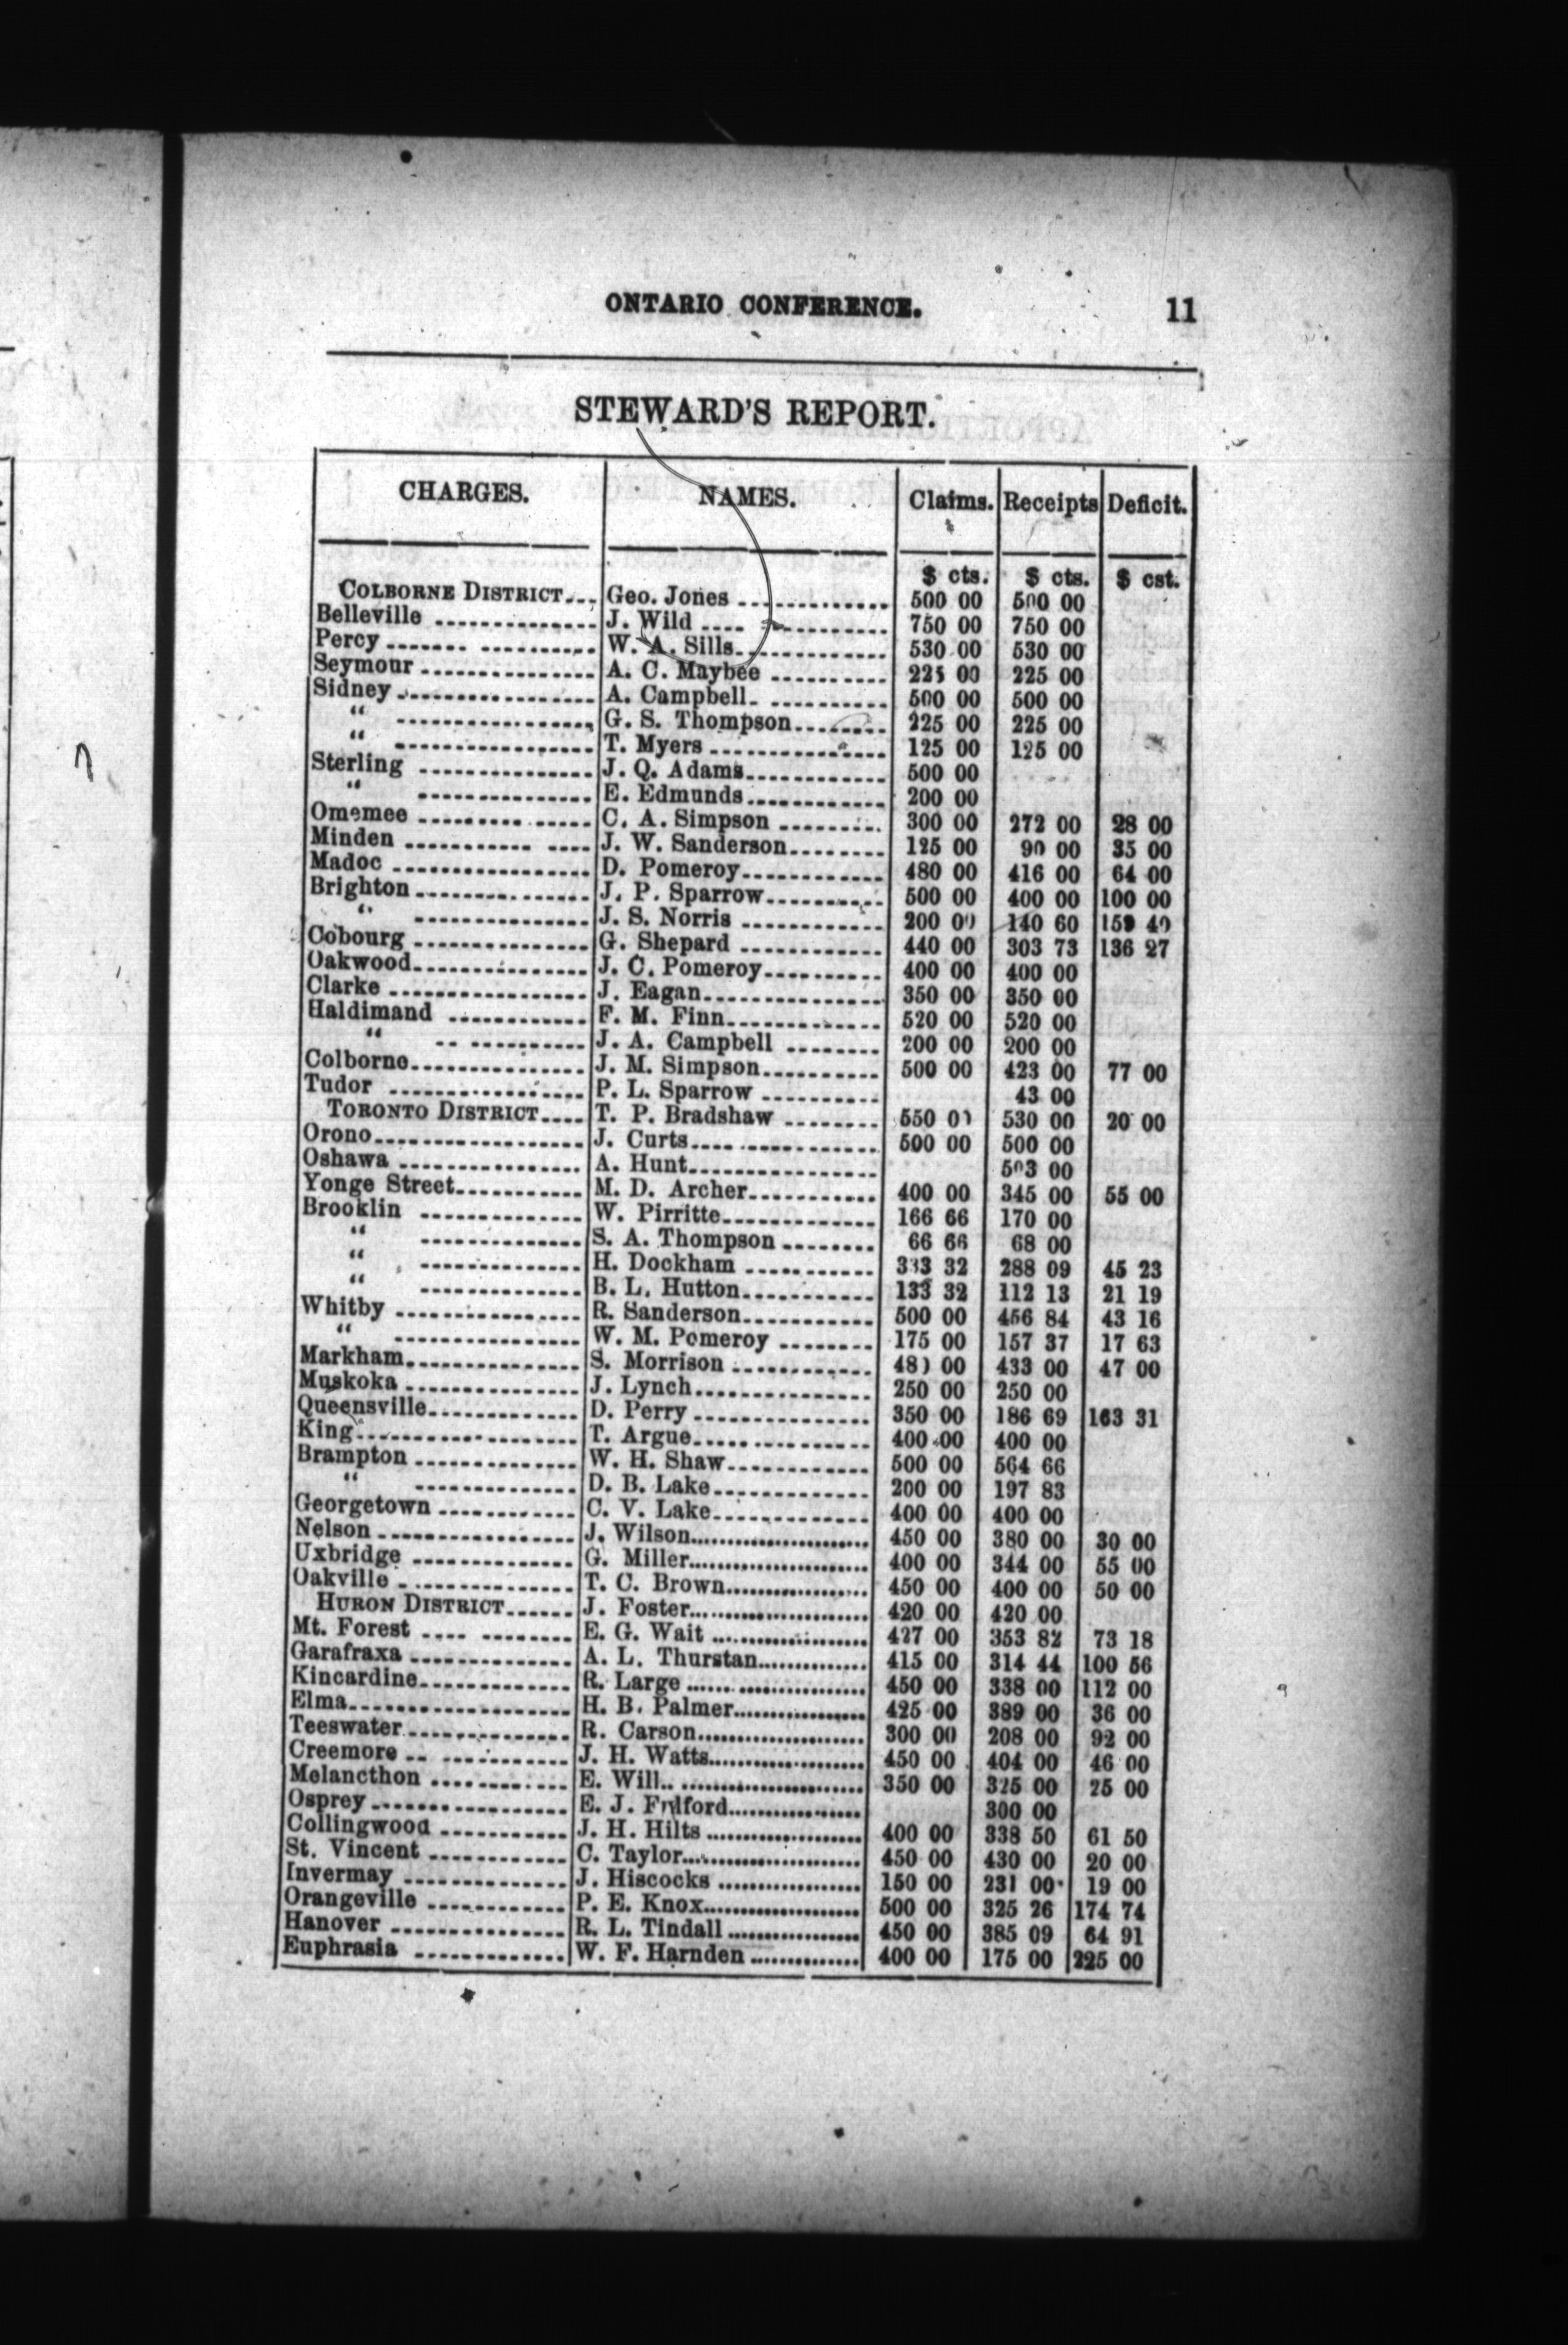 ONTARIO CONFERENCE. 11
STEWARD'S REPORT.
CHARGES. NAMES. Claims. Receipts Deficit.
$ cts. $ cts. $ cst.
COLBORNE DISTRICT Geo. Jones 500 00 500 00
Belleville J. Wild 750 00 750 00
Percy W. A. Sills 530 00 530 00
Seymour A. C. Maybee 225 00 225 00
Sidney A. Campbell 500 00 500 00
" G. S. Thompson 225 00 225 00
" T. Myers 125 00 125 00
Sterling J. Q. Adams 500 00
" E. Edmunds 200 00
Omemee C. A. Simpson 300 00 272 00 28 00
Minden J. W. Sanderson 125 00 90 00 35 00
Madoc D. Pomeroy 480 00 416 00 64 00
Brighton J. P. Sparrow 500 00 400 00 100 00
" J. S. Norris 200 00 140 60 159 40
Cobourg G. Shepard 440 00 303 73 136 27
Oakwood J. C. Pomeroy 400 00 400 00
Clarke J. Eagan 350 00 350 00
Haldimand F. M. Finn 520 00 520 00
" J. A. Campbell 200 00 200 00
Colborne J. M. Simpson 500 00 423 00 77 00
Tudor P. L. Sparrow 43 00
TORONTO DISTRICT T. P. Bradshaw 550 00 530 00 20 00
Orono J. Curts 500 00 500 00
Oshawa A. Hunt 503 00
Yonge Street M. D. Archer 400 00 345 00 55 00
Brooklin W. Pirritte 166 66 170 00
" S. A. Thompson 66 66 68 00
" H. Dockham 333 32 288 09 45 23
" B. L. Hutton 133 32 112 13 21 19
Whitby R. Sanderson 500 00 456 84 43 16
" W. M. Pomeroy 175 00 157 37 17 63
Markham S. Morrison 480 00 433 00 47 00
Muskoka J. Lynch 250 00 250 00
Queensville D. Perry 350 00 186 69 163 31
King T. Argue 400 00 400 00
Brampton W. H. Shaw 500 00 564 66
" D. B. Lake 200 00 197 83
Georgetown C. V. Lake 400 00 400 00
Nelson J. Wilson 450 00 380 00 30 00
Uxbridge G. Miller 400 00 344 00 55 00
Oakville T. C. Brown 450 00 400 00 50 00
HURON DISTRICT J. Foster 420 00 420 00
Mt. Forest E. G. Wait 427 00 353 82 73 18
Garafraxa A. L. Thurstan 415 00 314 44 100 56
Kincardine R. Large 450 00 338 00 112 00
Elma H. B. Palmer 425 00 389 00 36 00
Teeswater R. Carson 300 00 208 00 92 00
Creemore J. H. Watts 450 00 404 00 46 00
Melancthon E. Will 350 00 325 00 25 00
Osprey E. J. Fulford 300 00
Collingwood J. H. Hilts 400 00 338 50 61 50
St. Vincent C. Taylor 450 00 430 00 20 00
Invermay J. Hiscocks 150 00 231 00 19 00
Orangeville P. E. Knox 500 00 325 26 174 74
Hanover R. L. Tindall 450 00 385 09 64 91
Euphrasia W. F. Harnden 400 00 175 00 225 00